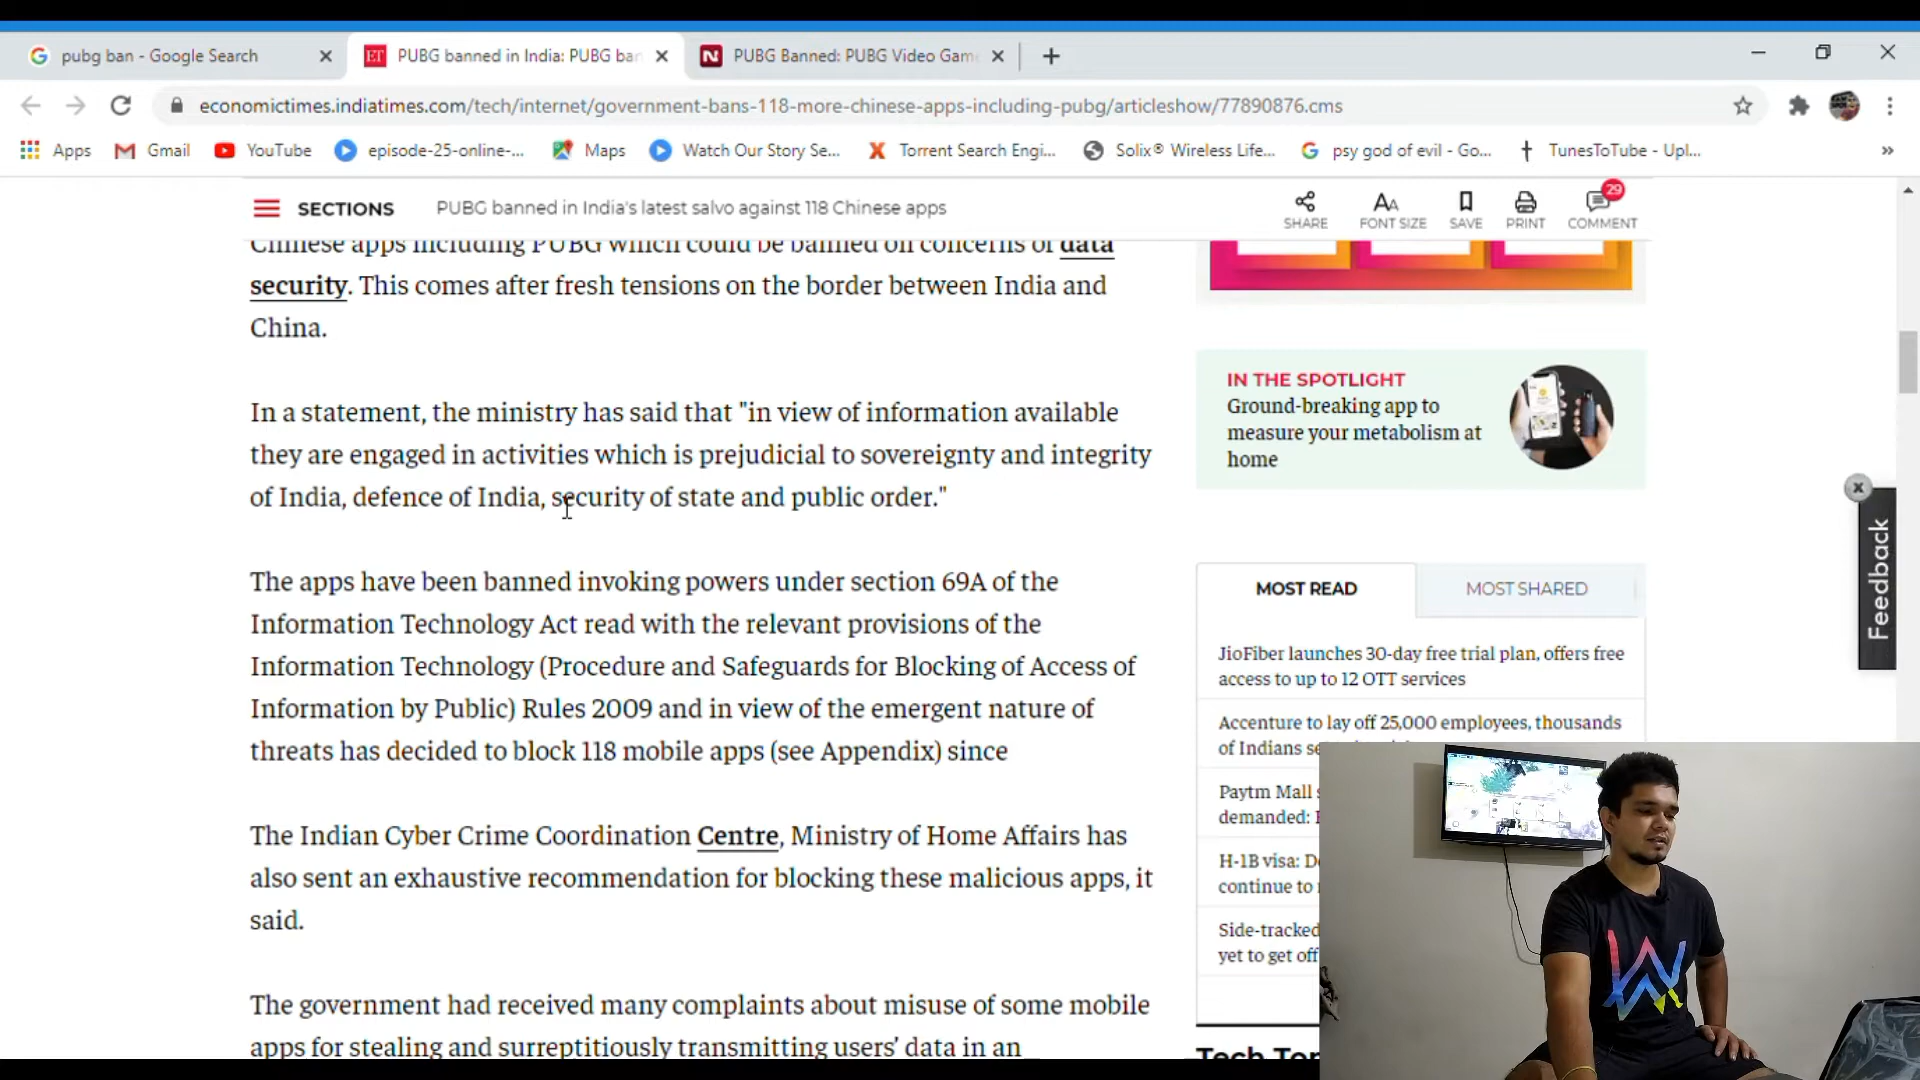 pubg ban - Google Search
PUBG banned in India: PUBG ban
PUBG Banned: PUBG Video Gam
economictimes.indiatimes.com/tech/internet/government-bans-118-more-chinese-apps-including-pubg/articleshow/77890876.cms
Apps
Gmail
YouTube
episode-25-online-...
Maps
Watch Our Story Se...
Torrent Search Engi...
Solix® Wireless Life...
psy god of evil - Go...
TunesToTube - Upl...
SECTIONS
PUBG banned in India's latest salvo against 118 Chinese apps
SHARE
FONT SIZE
SAVE
PRINT
29
COMMENT
Chinese apps including PUBG which could be banned on concerns of data
security. This comes after fresh tensions on the border between India and
China.
In a statement, the ministry has said that "in view of information available
they are engaged in activities which is prejudicial to sovereignty and integrity
of India, defence of India, security of state and public order."
The apps have been banned invoking powers under section 69A of the
Information Technology Act read with the relevant provisions of the
Information Technology (Procedure and Safeguards for Blocking of Access of
Information by Public) Rules 2009 and in view of the emergent nature of
threats has decided to block 118 mobile apps (see Appendix) since
The Indian Cyber Crime Coordination Centre, Ministry of Home Affairs has
also sent an exhaustive recommendation for blocking these malicious apps, it
said.
The government had received many complaints about misuse of some mobile
apps for stealing and surreptitiously transmitting users' data in an
IN THE SPOTLIGHT
Ground-breaking app to
measure your metabolism at
home
Feedback
MOST READ
MOST SHARED
JioFiber launches 30-day free trial plan, offers free
access to up to 12 OTT services
Accenture to lay off 25,000 employees, thousands
of Indians
Paytm Mall
demanded:
H-1B visa:
continue to
Side-tracked
yet to get off
Tech